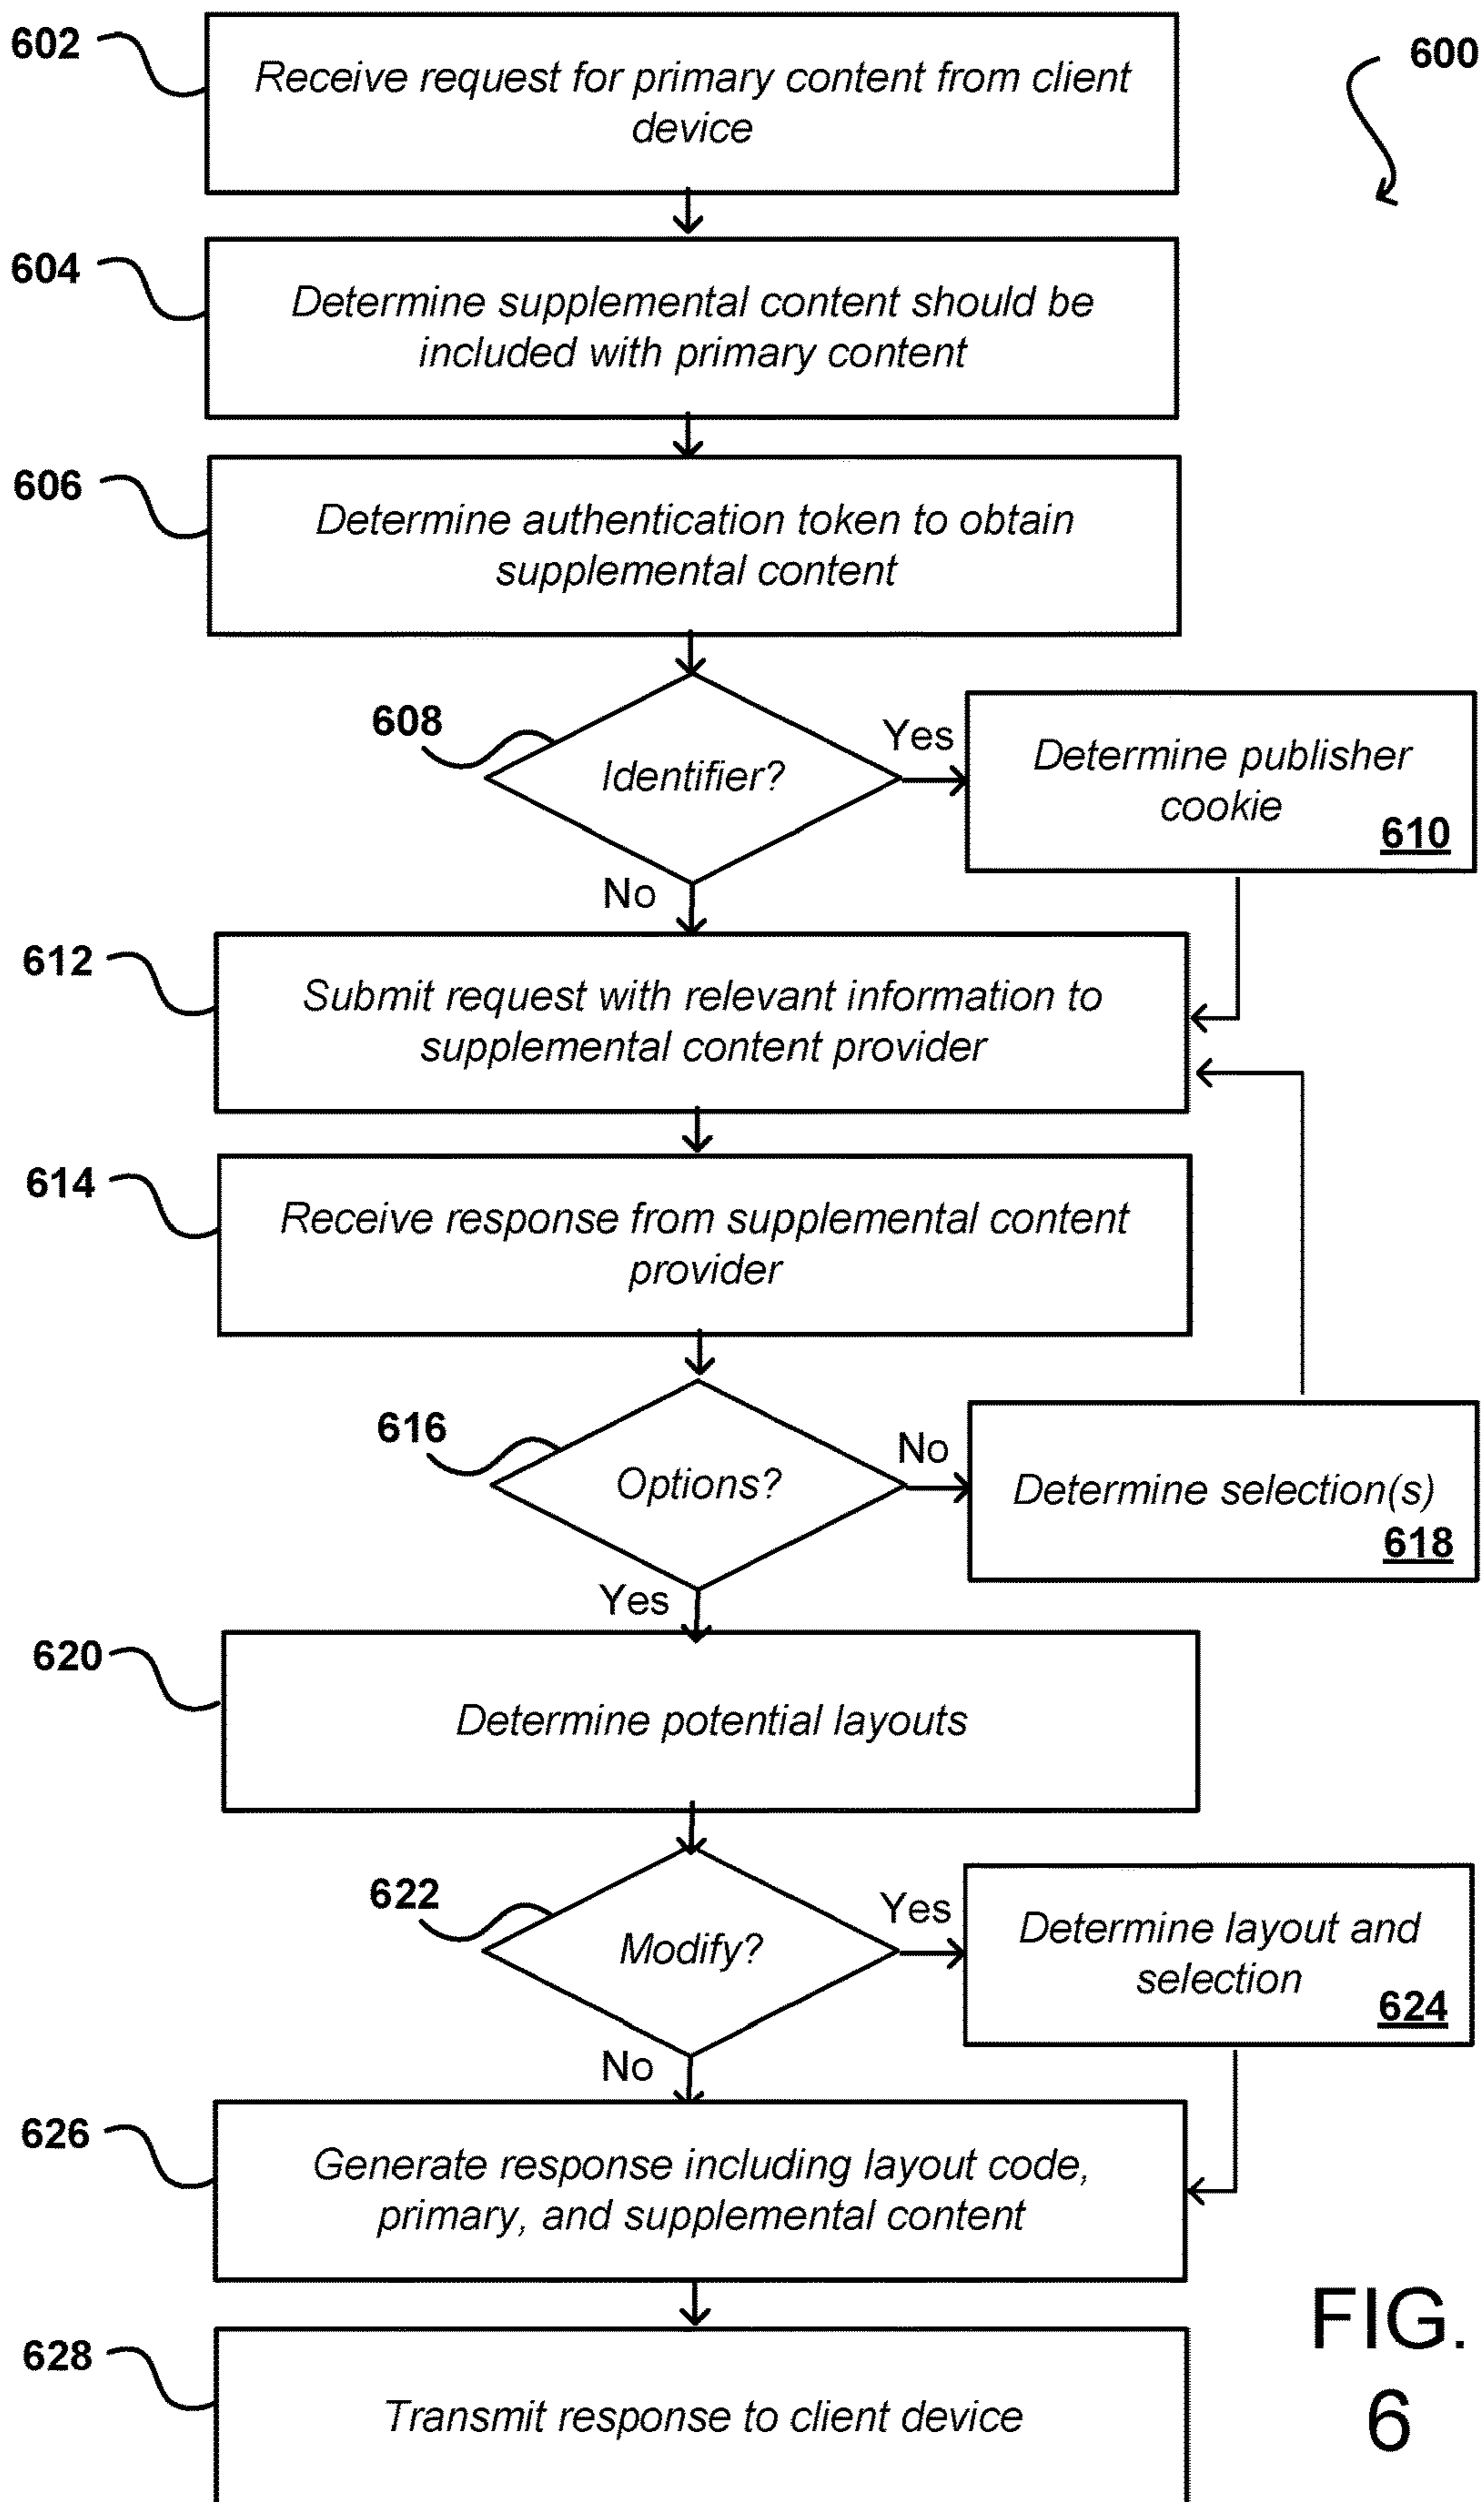 602
Receive request for primary content from client
device
600
604
Determine supplemental content should be
included with primary content
606
Determine authentication token to obtain
supplemental content
608
Identifier?
Yes
Determine publisher
cookie
610
No
612
Submit request with relevant information to
supplemental content provider
614
Receive response from supplemental content
provider
616
Options?
No
Determine selection(s)
618
Yes
620
Determine potential layouts
622
Modify?
Yes
Determine layout and
selection
624
No
626
Generate response including layout code,
primary, and supplemental content
628
Transmit response to client device
FIG.
6